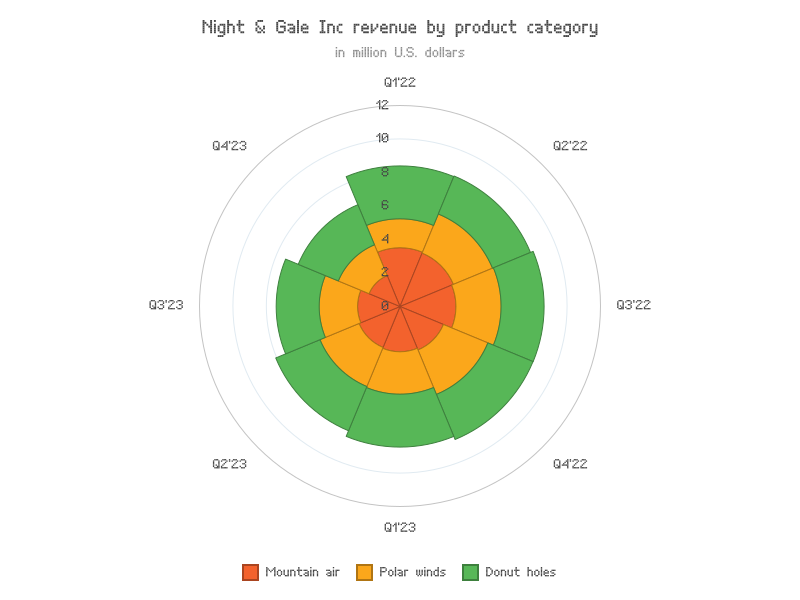 Night & Gale Inc revenue by product category
in million U.S. dollars
Q1'22
12
10
Q4'23
Q2'22
8
6
4
2
Q3'23
0
Q3'22
Q2'23
Q4'22
Q1'23
Mountain air
Polar winds
Donut holes